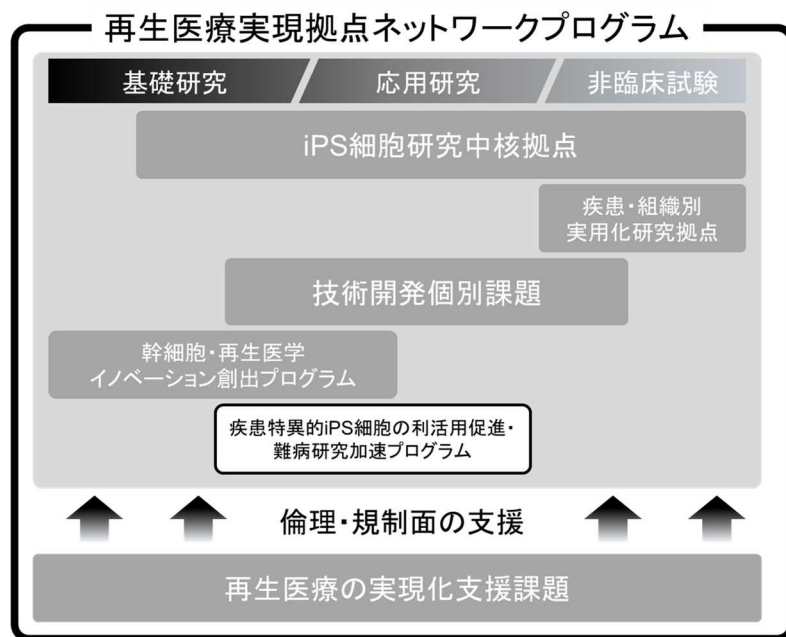 再生医療実現拠点ネットワークプログラム
基礎研究
応用研究
非臨床試験
iPS細胞研究中核拠点
疾患・組織別
実用化研究拠点
技術開発個別課題
幹細胞・再生医学
イノベーション創出プログラム
疾患特異的iPS細胞の利活用促進・
難病研究加速プログラム
倫理・規制面の支援
再生医療の実現化支援課題